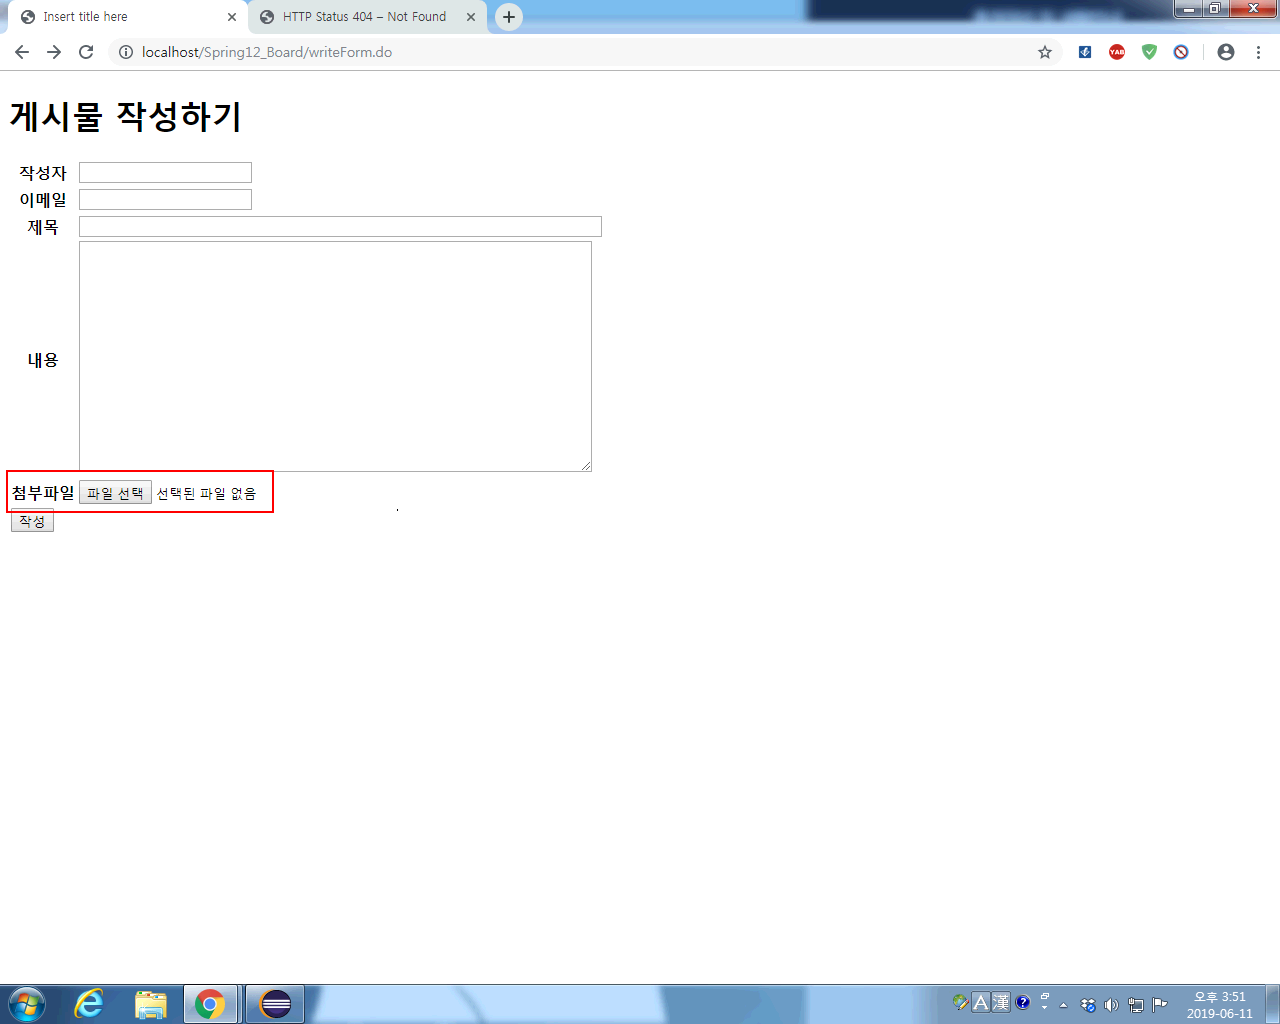 Insert title here
HTTP Status 404 – Not Found
localhost/Spring12_Board/writeForm.do
YAB
게시물 작성하기
작성자
이메일
제목
내용
첨부파일 파일 선택 선택된 파일 없음
작성
A 漢
오후 3:51
2019-06-11